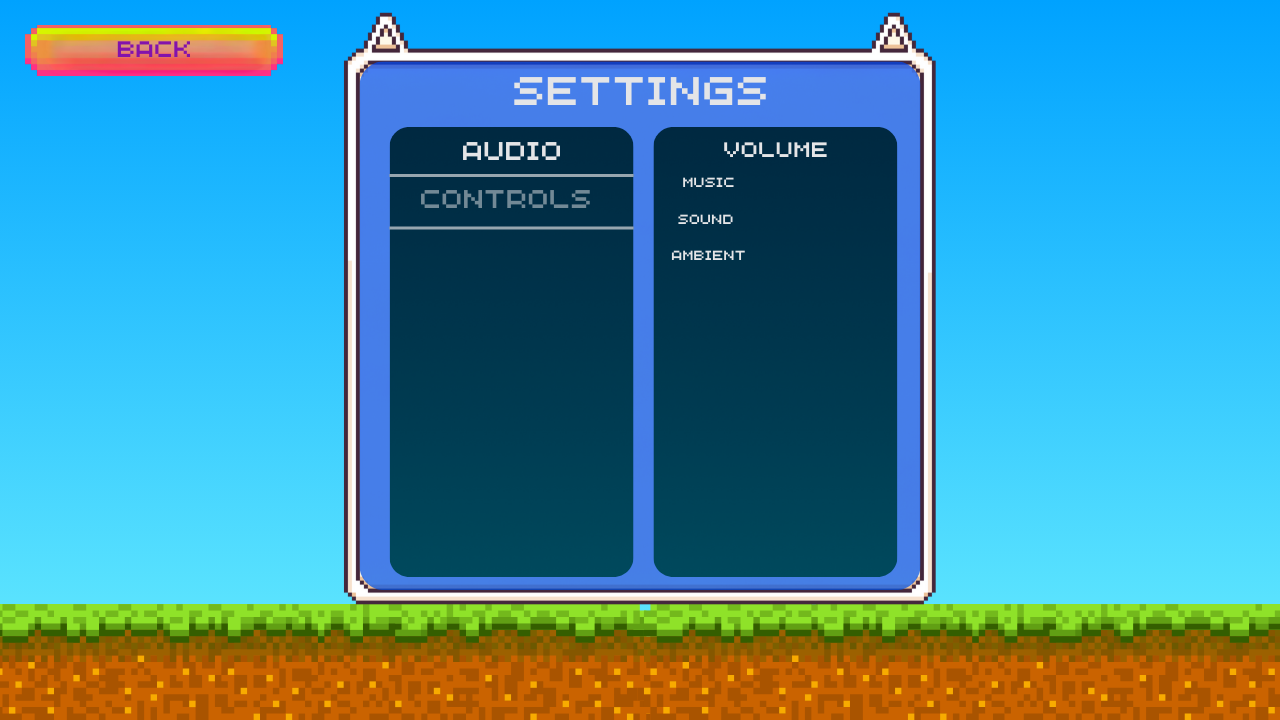 BACK
SETTINGS
AUDIO
CONTROLS
VOLUME
MUSIC
SOUND
AMBIENT